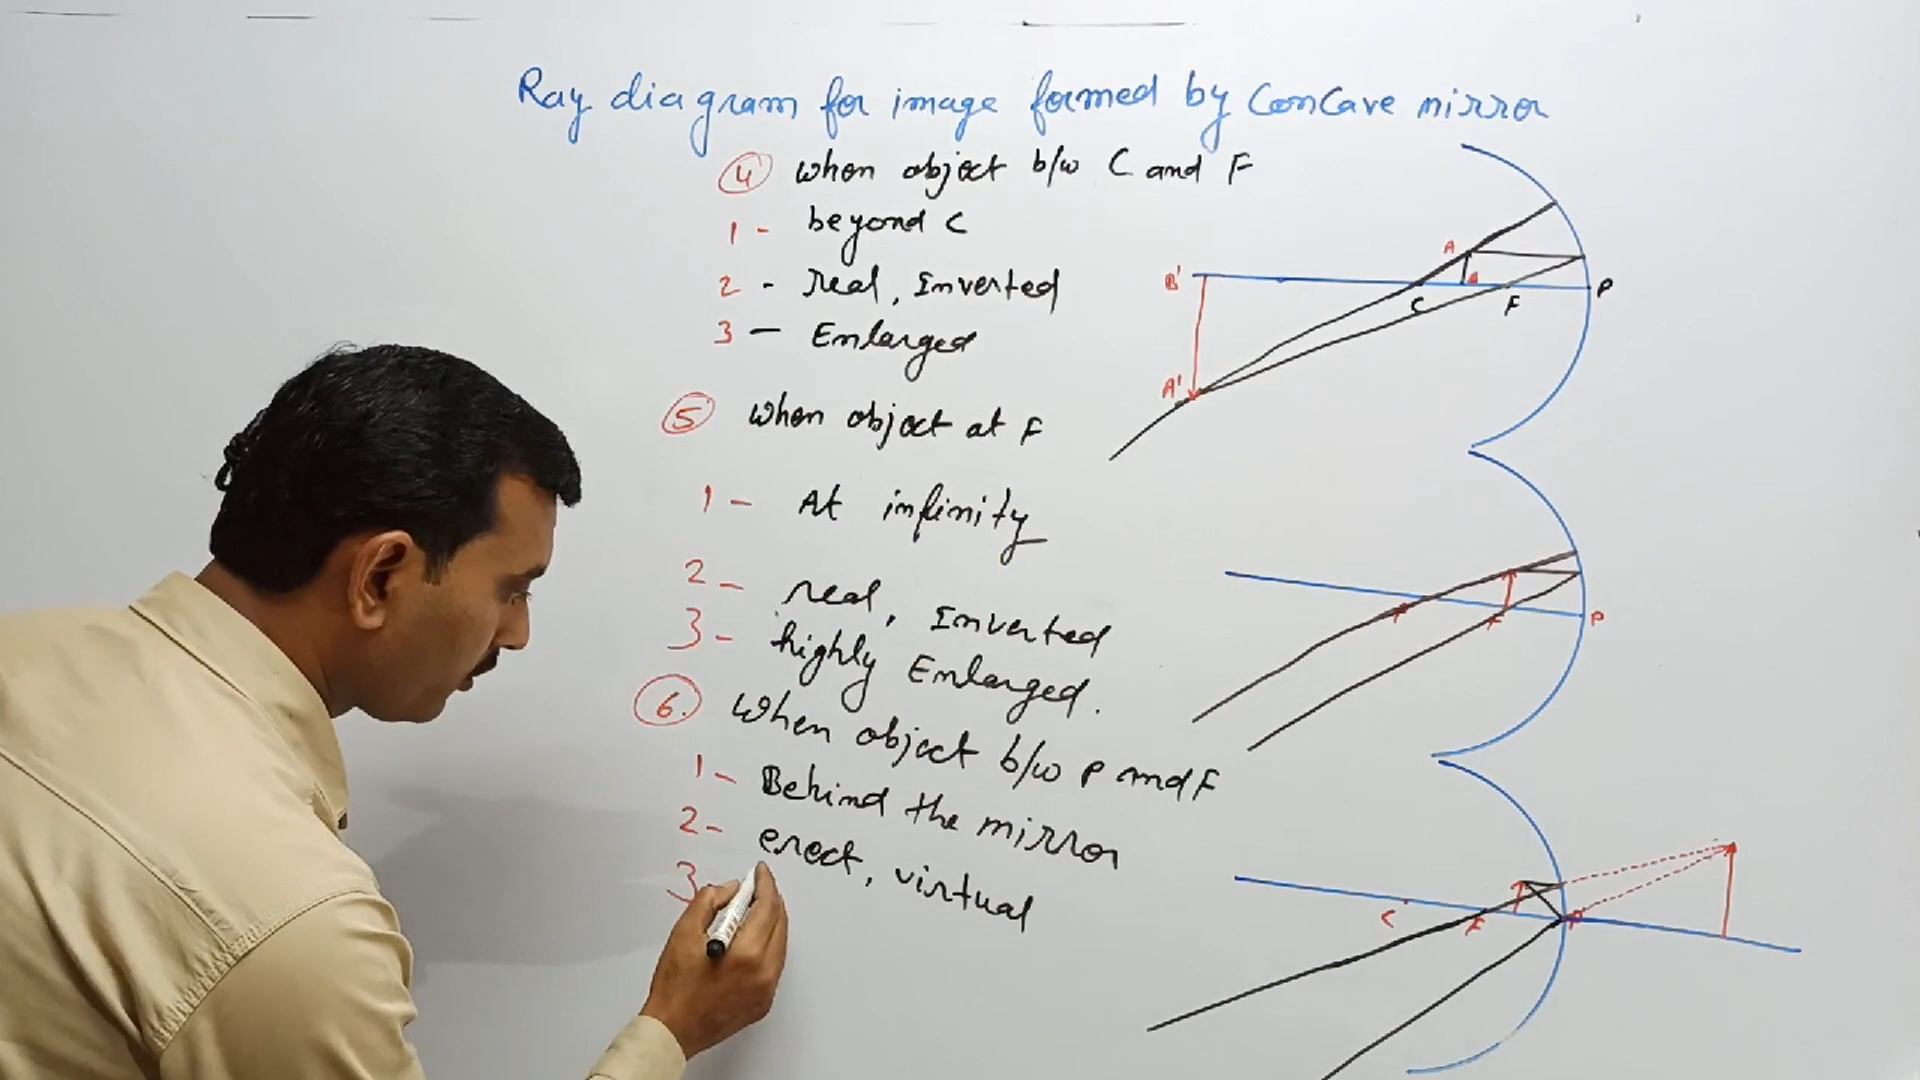 Ray diagram for image formed by Concave mirror
4 when object b/w C and F
1 - beyond C
2 - real, Inverted
3 - Enlarged
5 when object at F
1 - At infinity
2 - real, Inverted
3 - highly Enlarged.
6. when object b/w P and F
1 - Behind the mirror
2 - erect, virtual
3 -
A
B'
B
C
F
P
A'
F
P
C
F
P